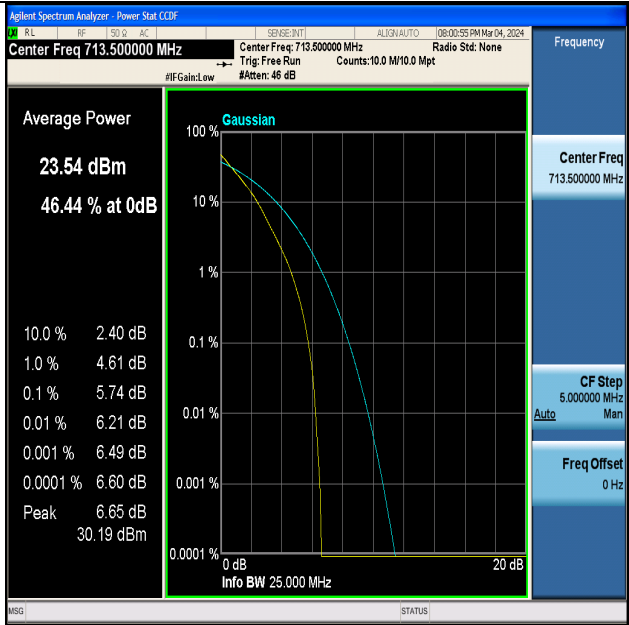 Agilent Spectrum Analyzer - Power Stat CCDF
RL RF 50 Ω AC SENSE:INT ALIGN AUTO 08:00:55 PM Mar 04, 2024
Center Freq 713.500000 MHz
Center Freq: 713.500000 MHz Radio Std: None
Trig: Free Run Counts:10.0 M/10.0 Mpt
#IFGain:Low #Atten: 46 dB
Frequency
Average Power
23.54 dBm
46.44 % at 0dB
10.0 % 2.40 dB
1.0 % 4.61 dB
0.1 % 5.74 dB
0.01 % 6.21 dB
0.001 % 6.49 dB
0.0001 % 6.60 dB
Peak 6.65 dB
30.19 dBm
Gaussian
100 %
10 %
1 %
0.1 %
0.01 %
0.001 %
0.0001 %
0 dB 20 dB
Info BW 25.000 MHz
Center Freq
713.500000 MHz
CF Step
5.000000 MHz
Auto Man
Freq Offset
0 Hz
MSG STATUS